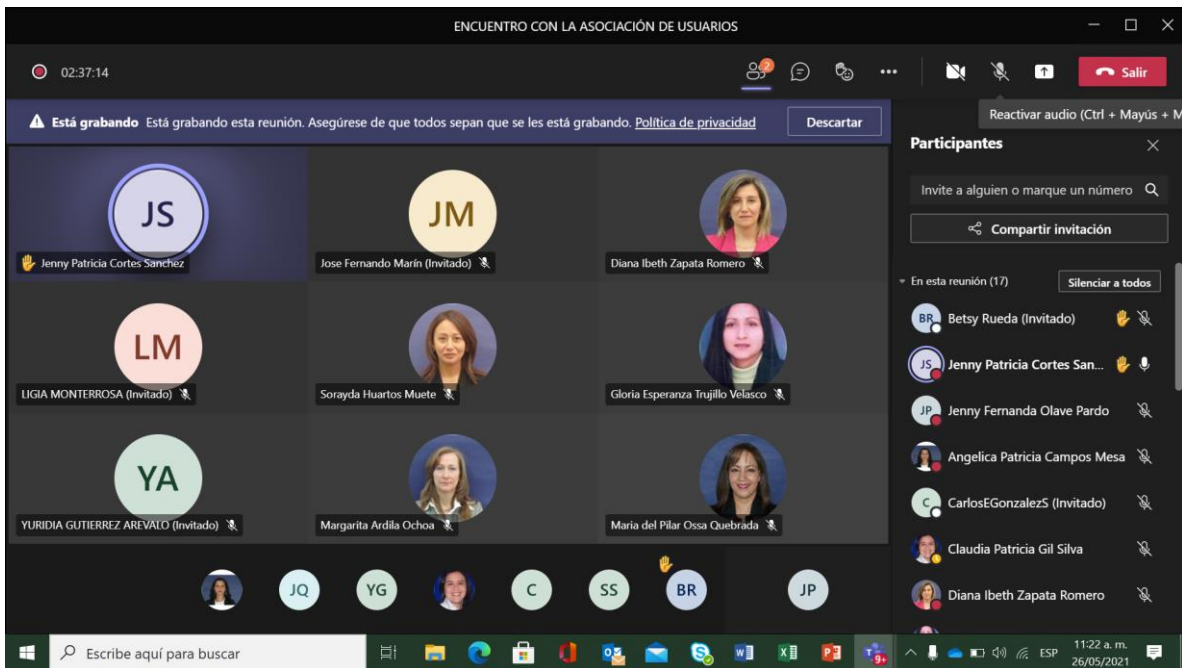 ENCUENTRO CON LA ASOCIACIÓN DE USUARIOS
02:37:14
2
Salir
Reactivar audio (Ctrl + Mayús + M
Está grabando Está grabando esta reunión. Asegúrese de que todos sepan que se les está grabando. Política de privacidad
Descartar
JS
Jenny Patricia Cortes Sanchez
JM
Jose Fernando Marín (Invitado)
Diana Ibeth Zapata Romero
LM
LIGIA MONTERROSA (Invitado)
Sorayda Huartos Muete
Gloria Esperanza Trujillo Velasco
YA
YURIDIA GUTIERREZ AREVALO (Invitado)
Margarita Ardila Ochoa
Maria del Pilar Ossa Quebrada
JQ
YG
C
SS
BR
JP
Participantes
Invite a alguien o marque un número
Compartir invitación
En esta reunión (17)
Silenciar a todos
BR Betsy Rueda (Invitado)
JS Jenny Patricia Cortes San...
JP Jenny Fernanda Olave Pardo
Angelica Patricia Campos Mesa
C CarlosEGonzalezS (Invitado)
Claudia Patricia Gil Silva
Diana Ibeth Zapata Romero
Escribe aquí para buscar
9+
ESP
11:22 a. m.
26/05/2021